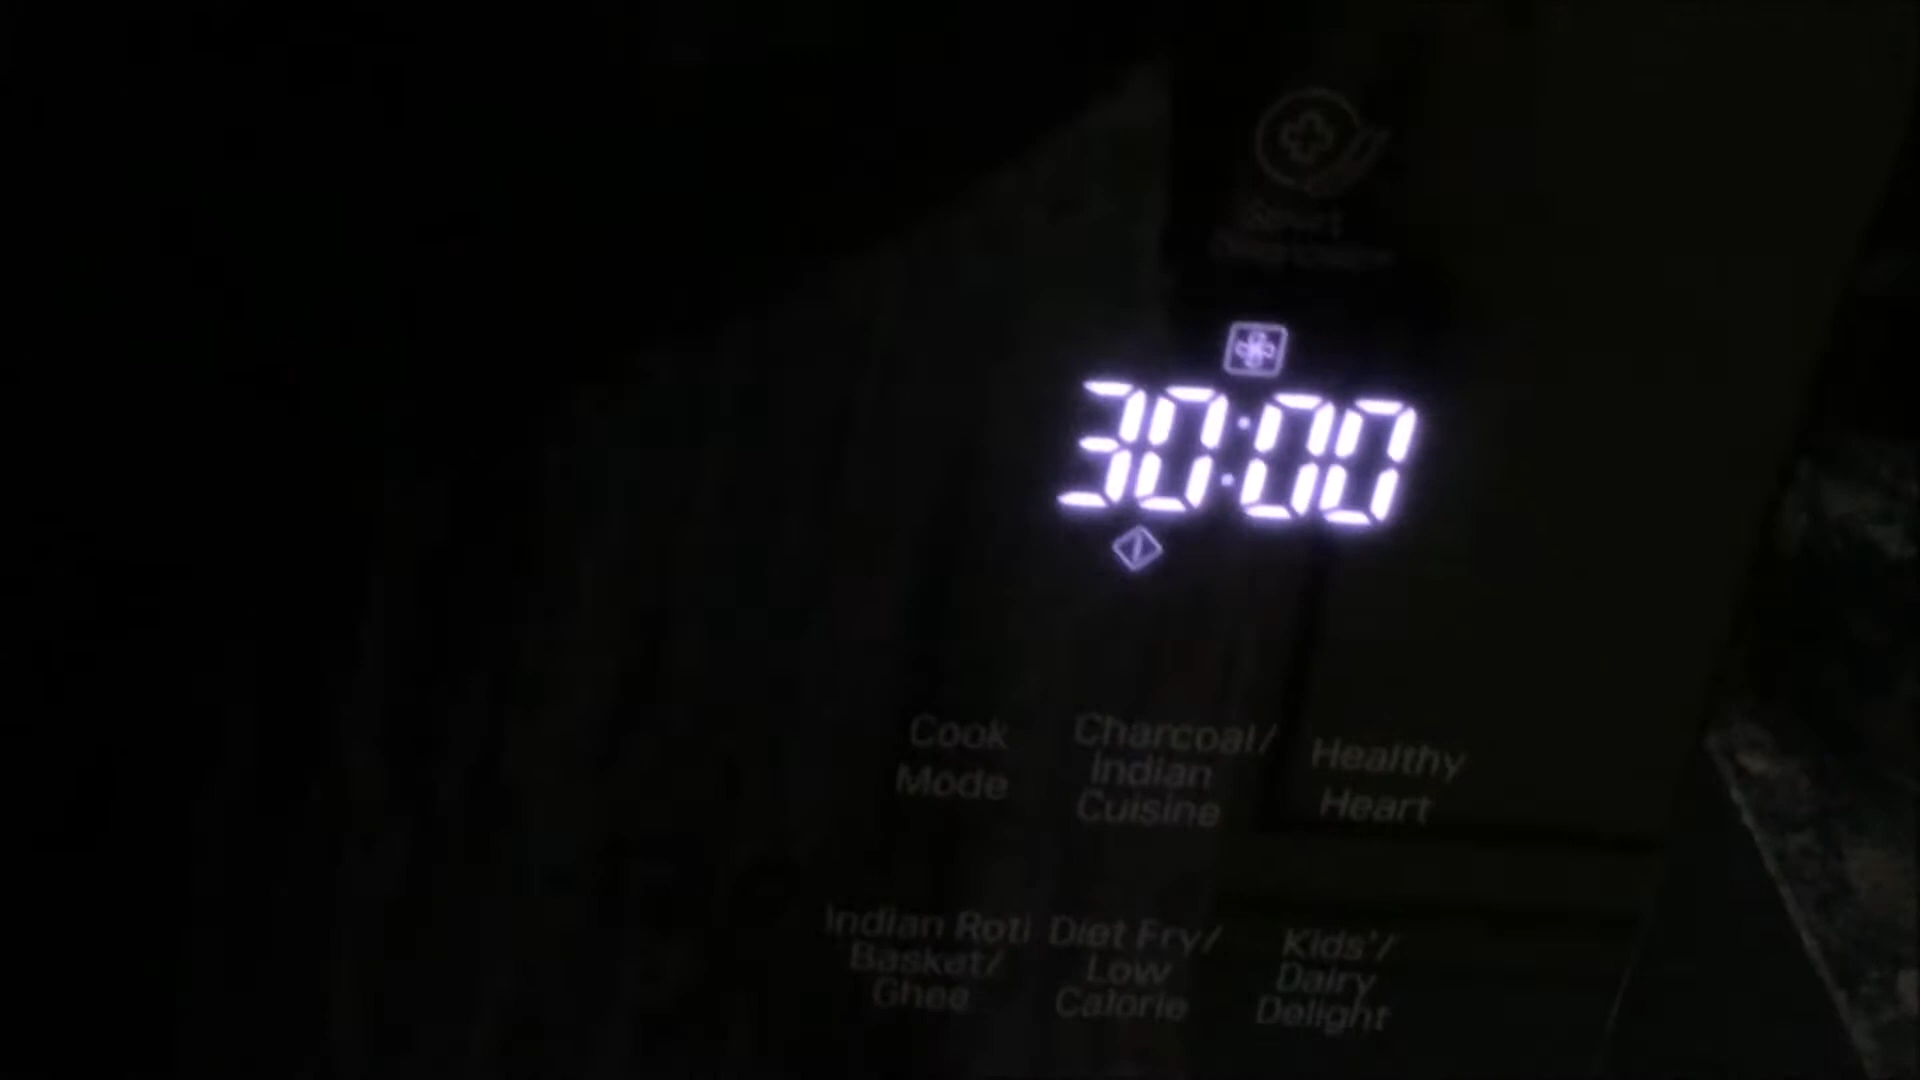 30:00
Cook
Mode
Charcoal/
Indian
Cuisine
Healthy
Heart
Indian Roti
Basket/
Ghee
Diet Fry/
Low
Calorie
Kids'/
Dairy
Delight